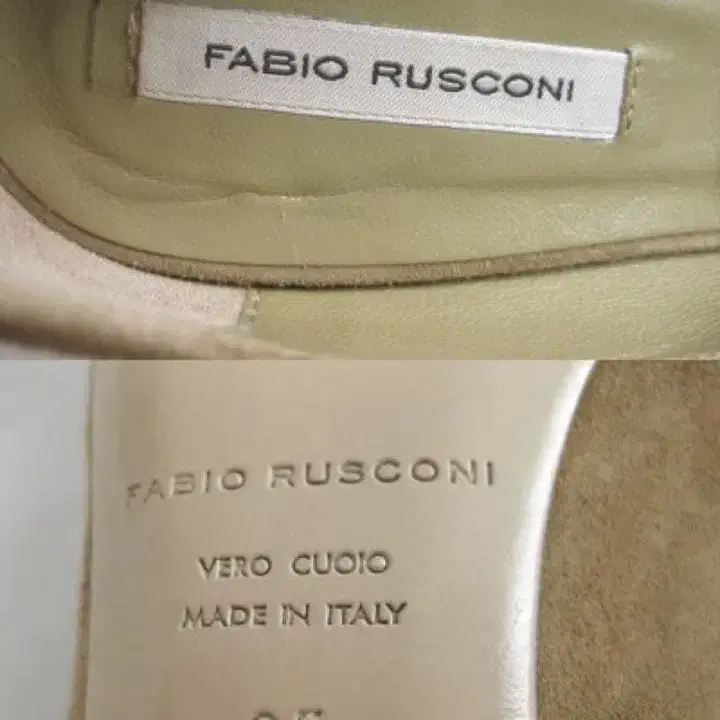 FABIO RUSCONI
FABIO RUSCONI
VERO CUOIO
MADE IN ITALY